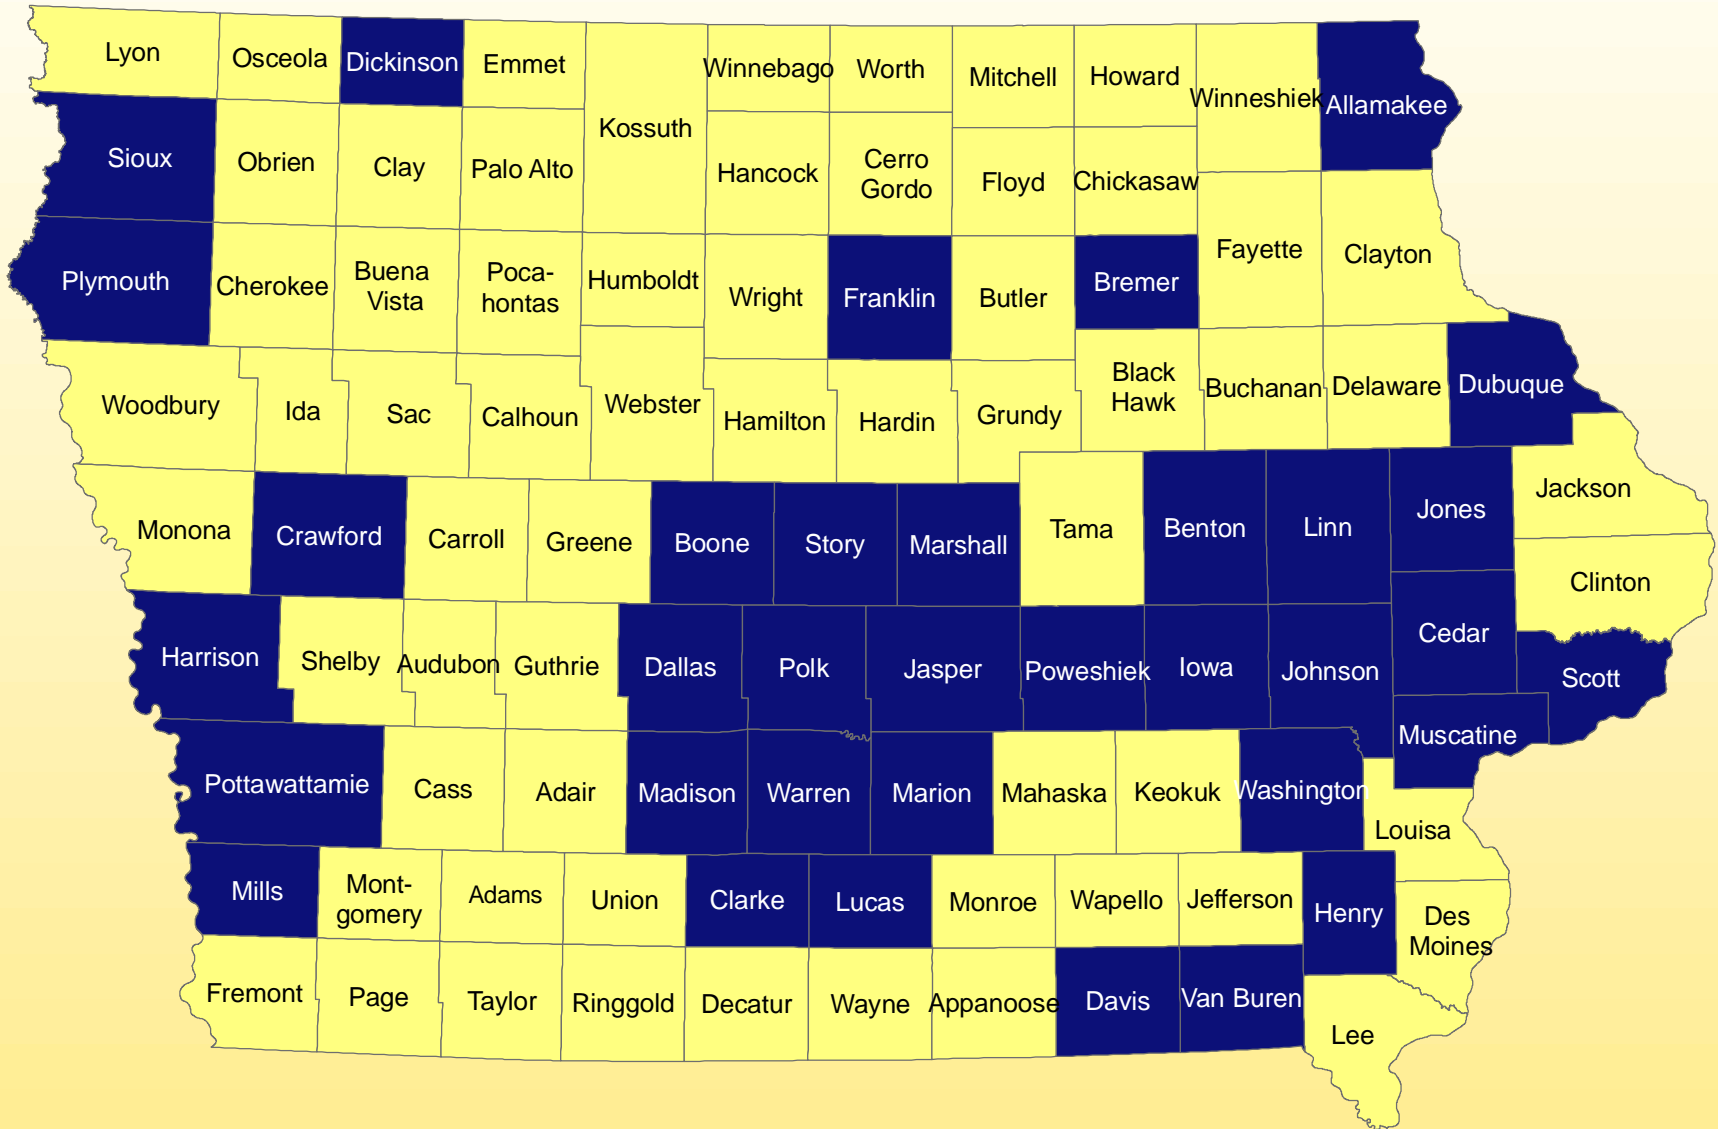 Lyon
Osceola
Dickinson
Emmet
Kossuth
Winnebago
Worth
Mitchell
Howard
Winneshiek
Allamakee
Sioux
Obrien
Clay
Palo Alto
Hancock
Cerro
Gordo
Floyd
Chickasaw
Plymouth
Cherokee
Buena
Vista
Poca-
hontas
Humboldt
Wright
Franklin
Butler
Bremer
Fayette
Clayton
Woodbury
Ida
Sac
Calhoun
Webster
Hamilton
Hardin
Grundy
Black
Hawk
Buchanan
Delaware
Dubuque
Monona
Crawford
Carroll
Greene
Boone
Story
Marshall
Tama
Benton
Linn
Jones
Jackson
Clinton
Harrison
Shelby
Audubon
Guthrie
Dallas
Polk
Jasper
Poweshiek
Iowa
Johnson
Cedar
Scott
Muscatine
Pottawattamie
Cass
Adair
Madison
Warren
Marion
Mahaska
Keokuk
Washington
Louisa
Mills
Mont-
gomery
Adams
Union
Clarke
Lucas
Monroe
Wapello
Jefferson
Henry
Des
Moines
Fremont
Page
Taylor
Ringgold
Decatur
Wayne
Appanoose
Davis
Van Buren
Lee